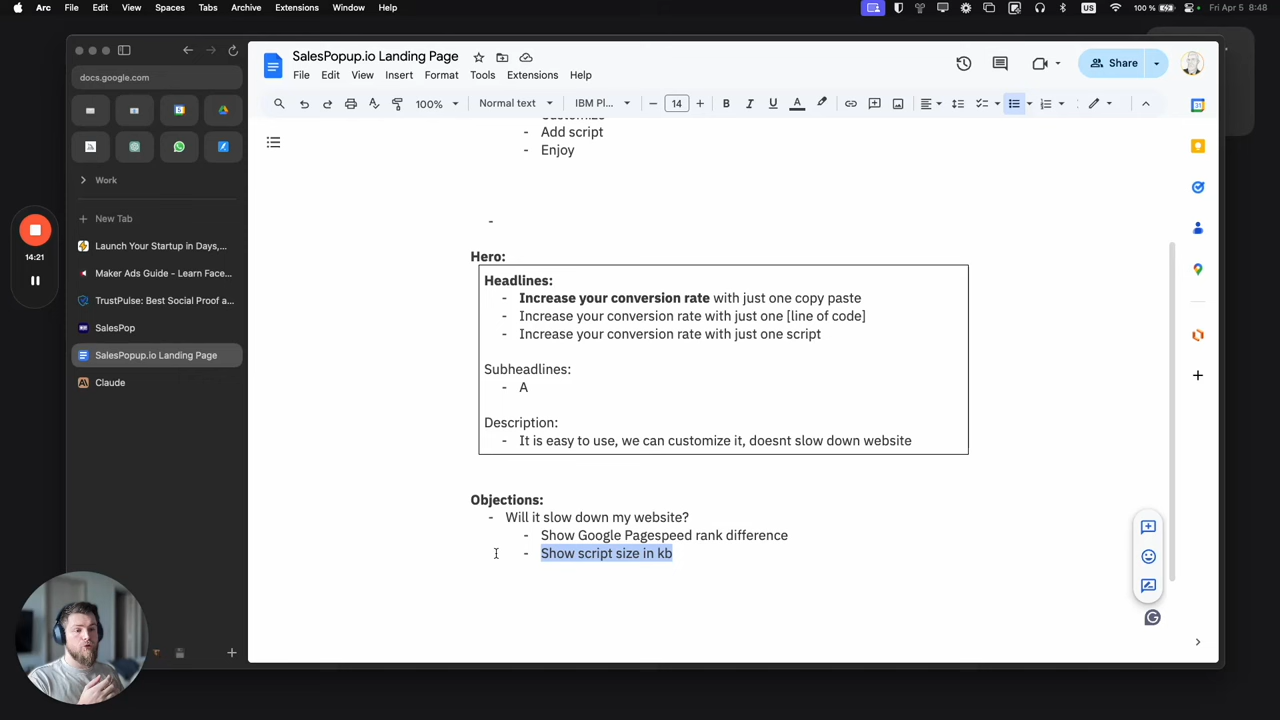 Arc File Edit View Spaces Tabs Archive Extensions Window Help US 100 % Fri Apr 5 8:48
docs.google.com
Work
New Tab
Launch Your Startup in Days,...
Maker Ads Guide - Learn Face...
TrustPulse: Best Social Proof a...
SalesPop
SalesPopup.io Landing Page
Claude
14:21
SalesPopup.io Landing Page
File Edit View Insert Format Tools Extensions Help
Share
100% Normal text IBM Pl... 14
Customize
- Add script
- Enjoy
-
Hero:
Headlines:
- Increase your conversion rate with just one copy paste
- Increase your conversion rate with just one [line of code]
- Increase your conversion rate with just one script
Subheadlines:
- A
Description:
- It is easy to use, we can customize it, doesnt slow down website
Objections:
- Will it slow down my website?
- Show Google Pagespeed rank difference
- Show script size in kb